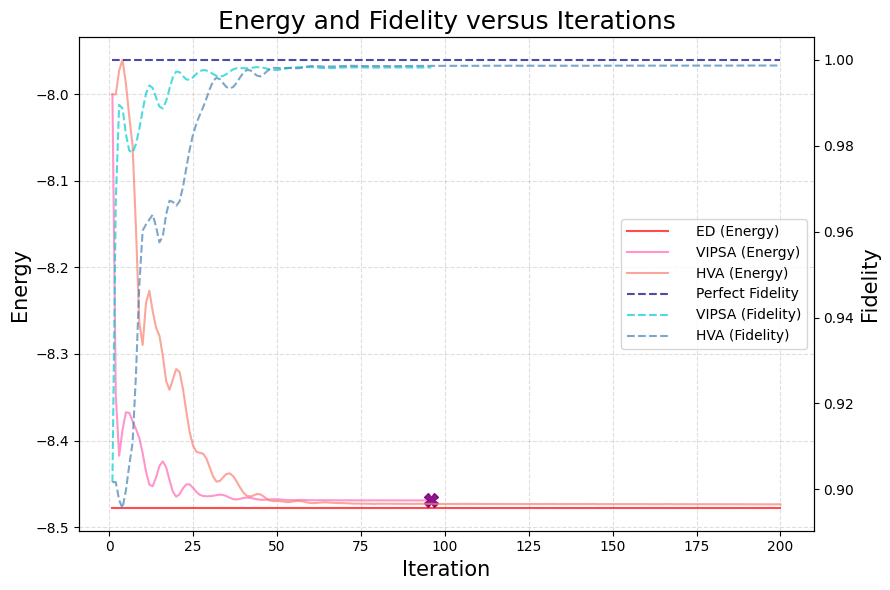 Energy and Fidelity versus Iterations
Energy
−8.0
−8.1
−8.2
−8.3
−8.4
−8.5
1.00
0.98
0.96
0.94
0.92
0.90
Fidelity
ED (Energy)
VIPSA (Energy)
HVA (Energy)
Perfect Fidelity
VIPSA (Fidelity)
HVA (Fidelity)
0 25 50 75 100 125 150 175 200
Iteration